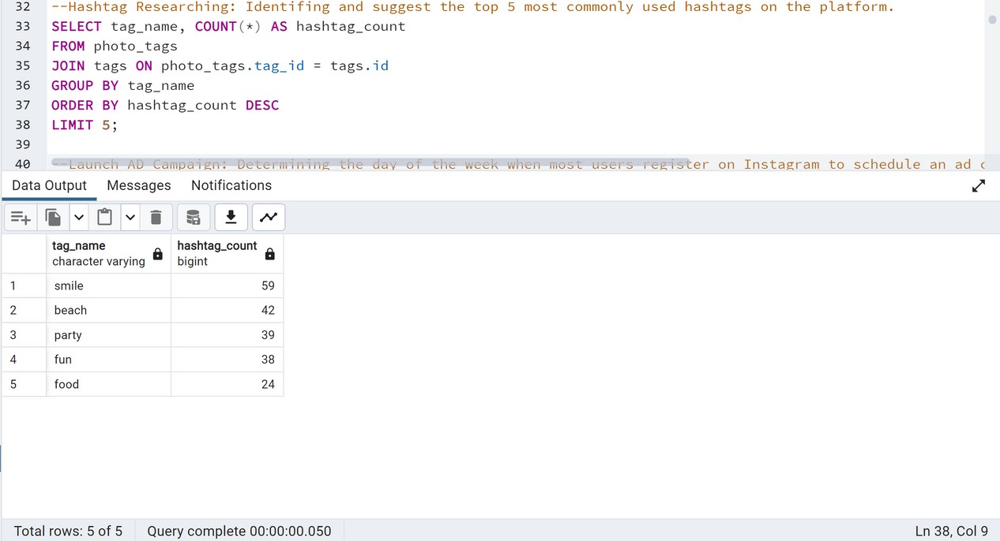 32 --Hashtag Researching: Identifing and suggest the top 5 most commonly used hashtags on the platform.
33 SELECT tag_name, COUNT(*) AS hashtag_count
34 FROM photo_tags
35 JOIN tags ON photo_tags.tag_id = tags.id
36 GROUP BY tag_name
37 ORDER BY hashtag_count DESC
38 LIMIT 5;
39
40 --Launch AD Campaign: Determining the day of the week when most users register on Instagram to schedule an ad c
Data Output Messages Notifications
tag_name hashtag_count
character varying bigint
1 smile 59
2 beach 42
3 party 39
4 fun 38
5 food 24
Total rows: 5 of 5 Query complete 00:00:00.050 Ln 38, Col 9